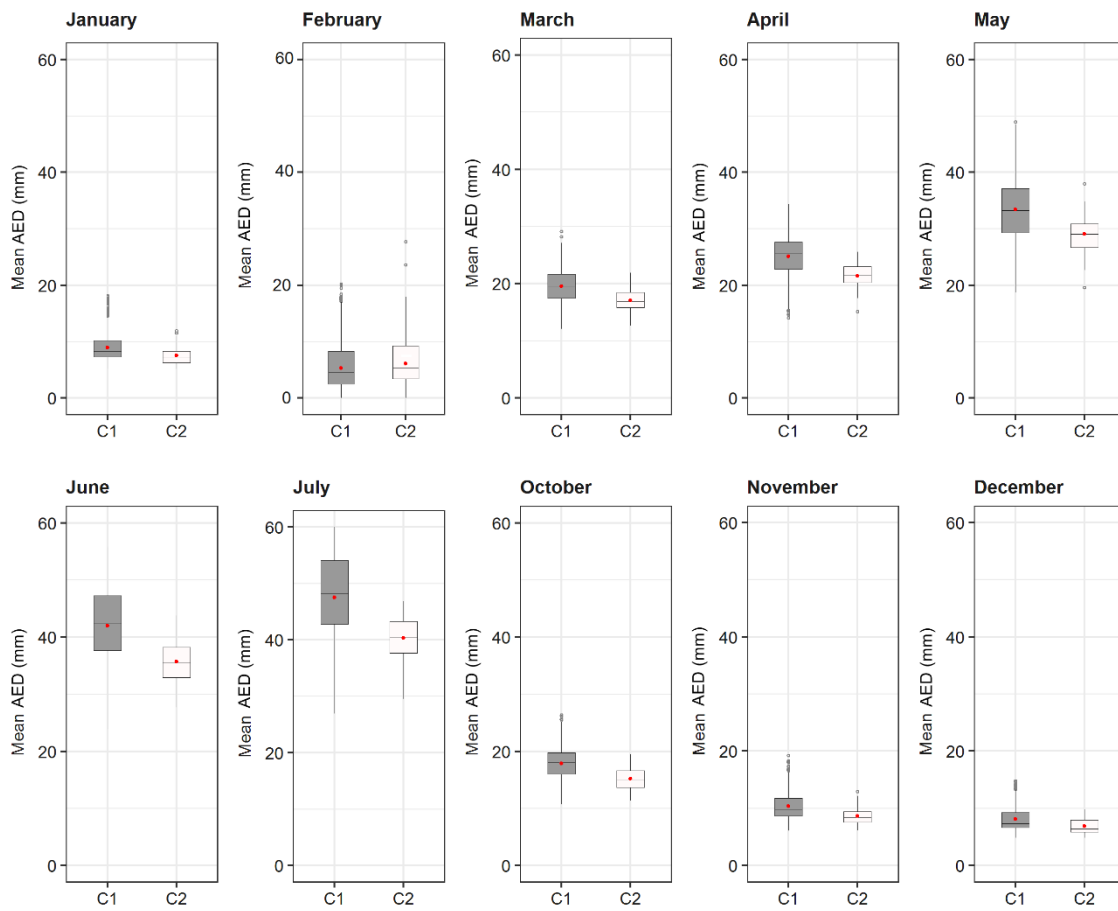 January
60
40
20
0
Mean AED (mm)
C1 C2
February
60
40
20
0
Mean AED (mm)
C1 C2
March
60
40
20
0
Mean AED (mm)
C1 C2
April
60
40
20
0
Mean AED (mm)
C1 C2
May
60
40
20
0
Mean AED (mm)
C1 C2
June
60
40
20
0
Mean AED (mm)
C1 C2
July
60
40
20
0
Mean AED (mm)
C1 C2
October
60
40
20
0
Mean AED (mm)
C1 C2
November
60
40
20
0
Mean AED (mm)
C1 C2
December
60
40
20
0
Mean AED (mm)
C1 C2